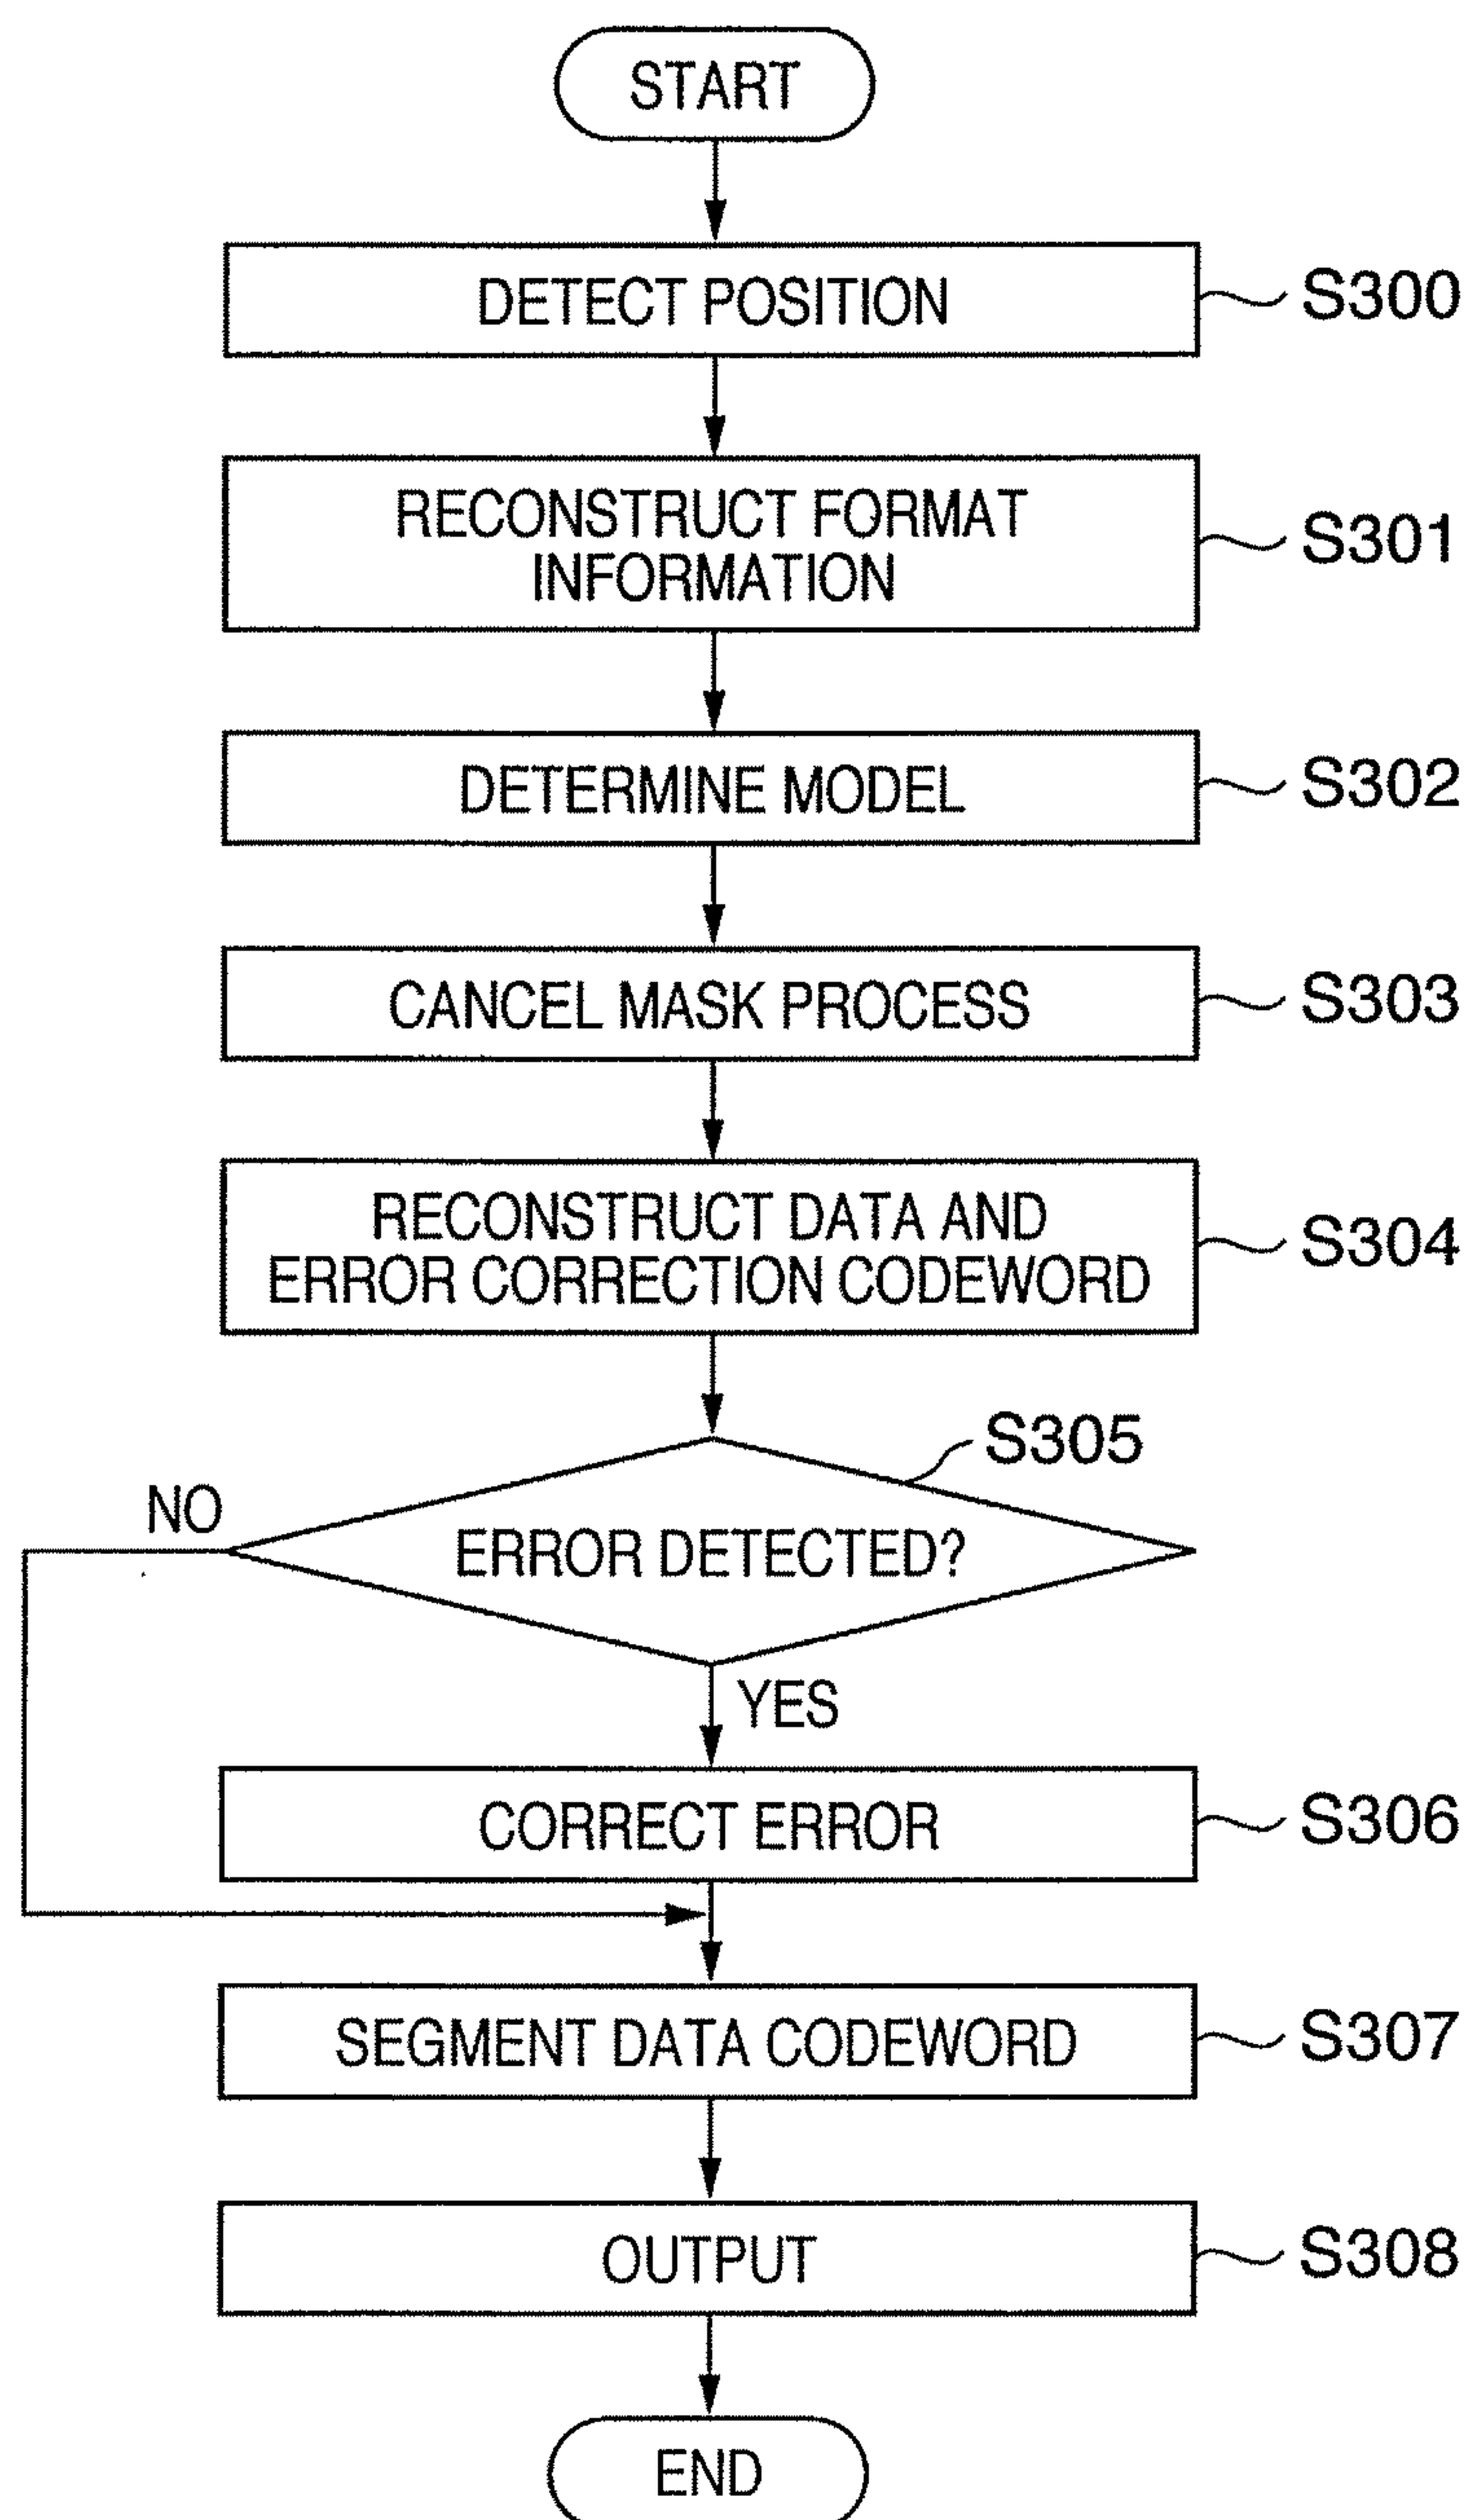 START
DETECT POSITION
S300
RECONSTRUCT FORMAT
INFORMATION
S301
DETERMINE MODEL
S302
CANCEL MASK PROCESS
S303
RECONSTRUCT DATA AND
ERROR CORRECTION CODEWORD
S304
S305
NO
ERROR DETECTED?
YES
CORRECT ERROR
S306
SEGMENT DATA CODEWORD
S307
OUTPUT
S308
END